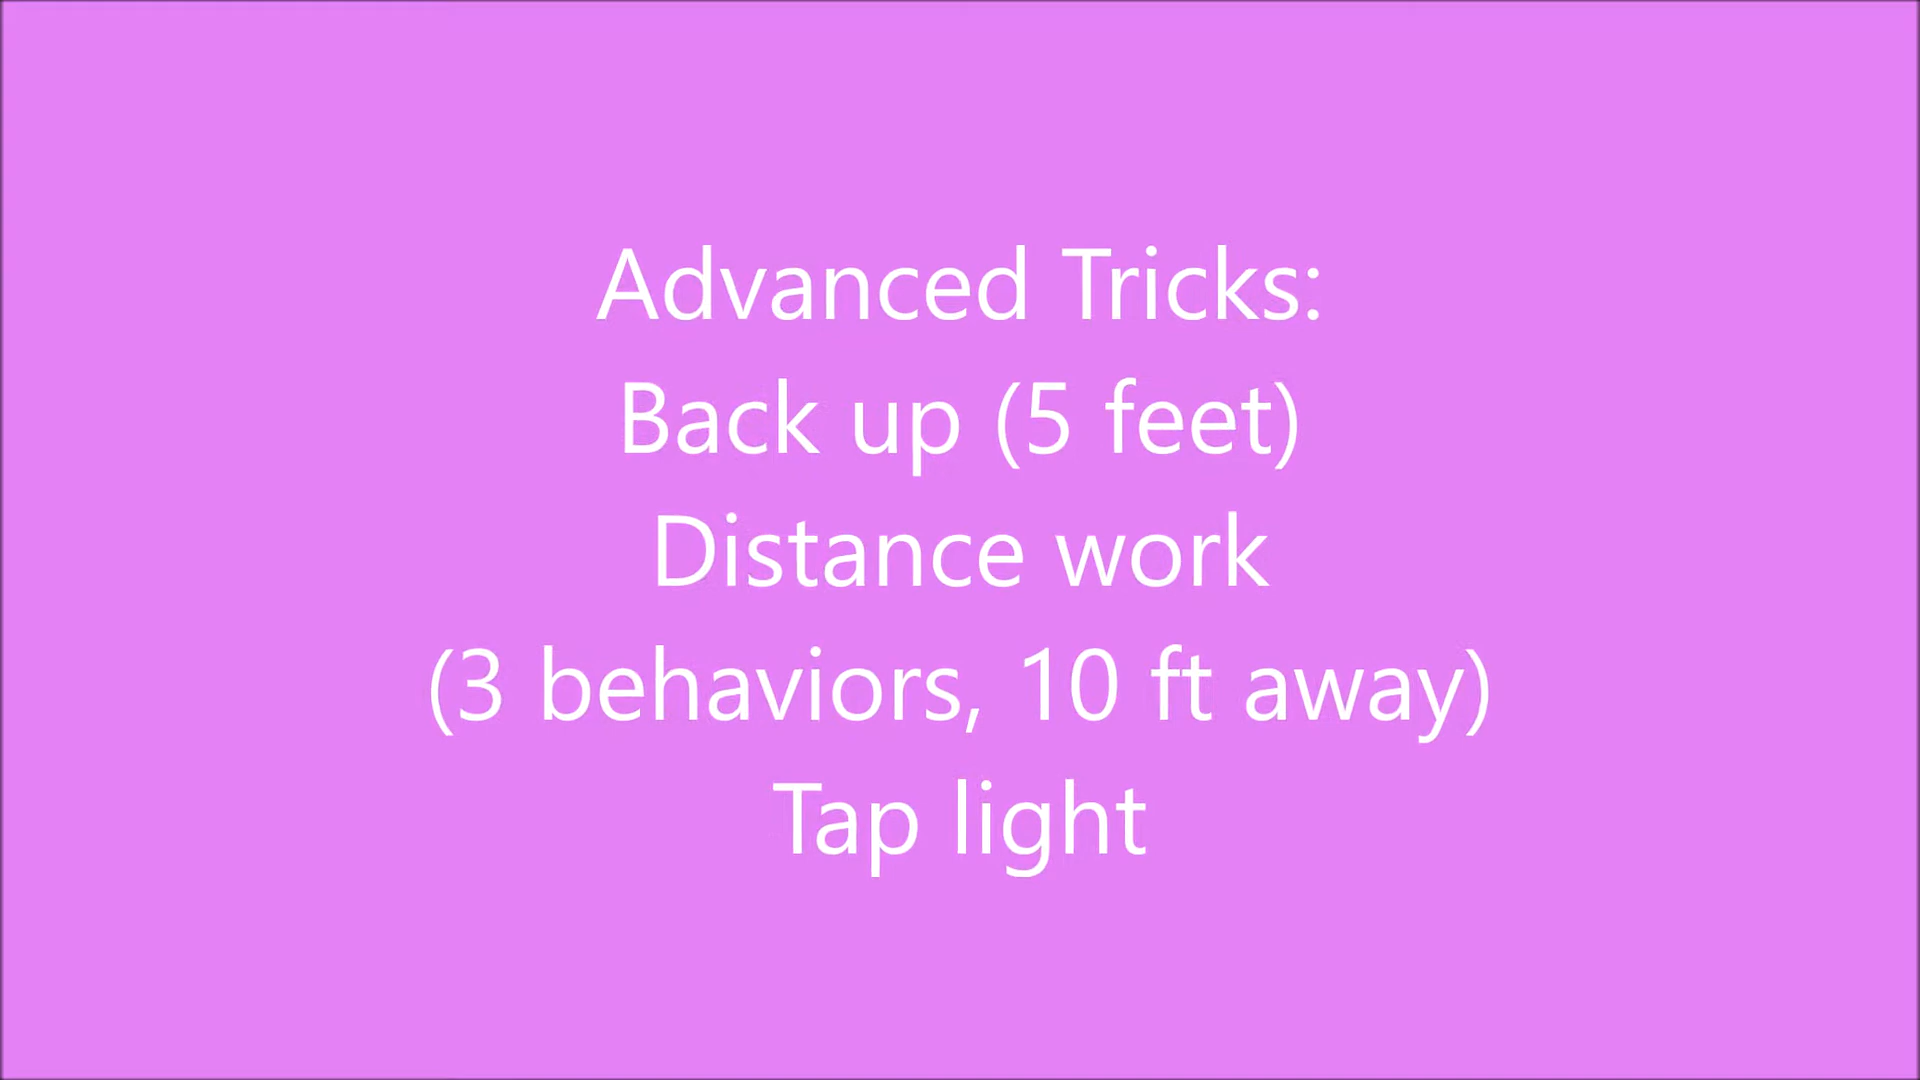 Advanced Tricks:
Back up (5 feet)
Distance work
(3 behaviors, 10 ft away)
Tap light